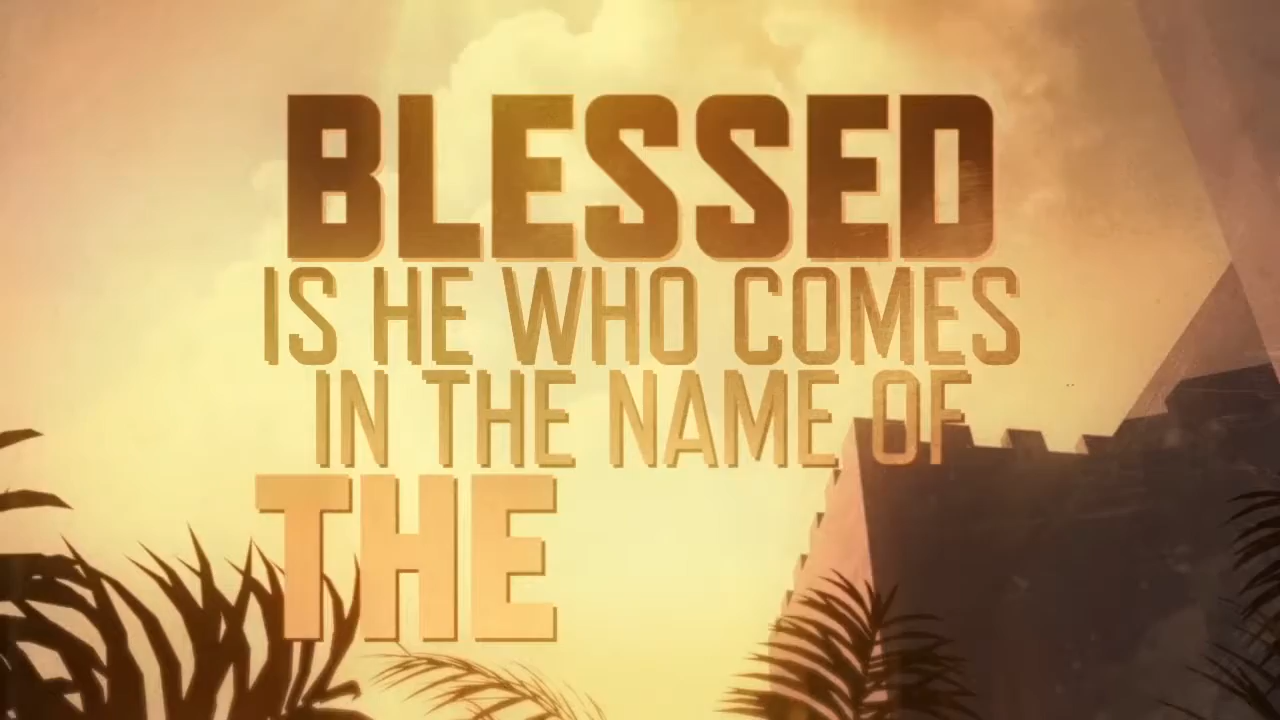 BLESSED
IS HE WHO COMES
IN THE NAME OF
THE